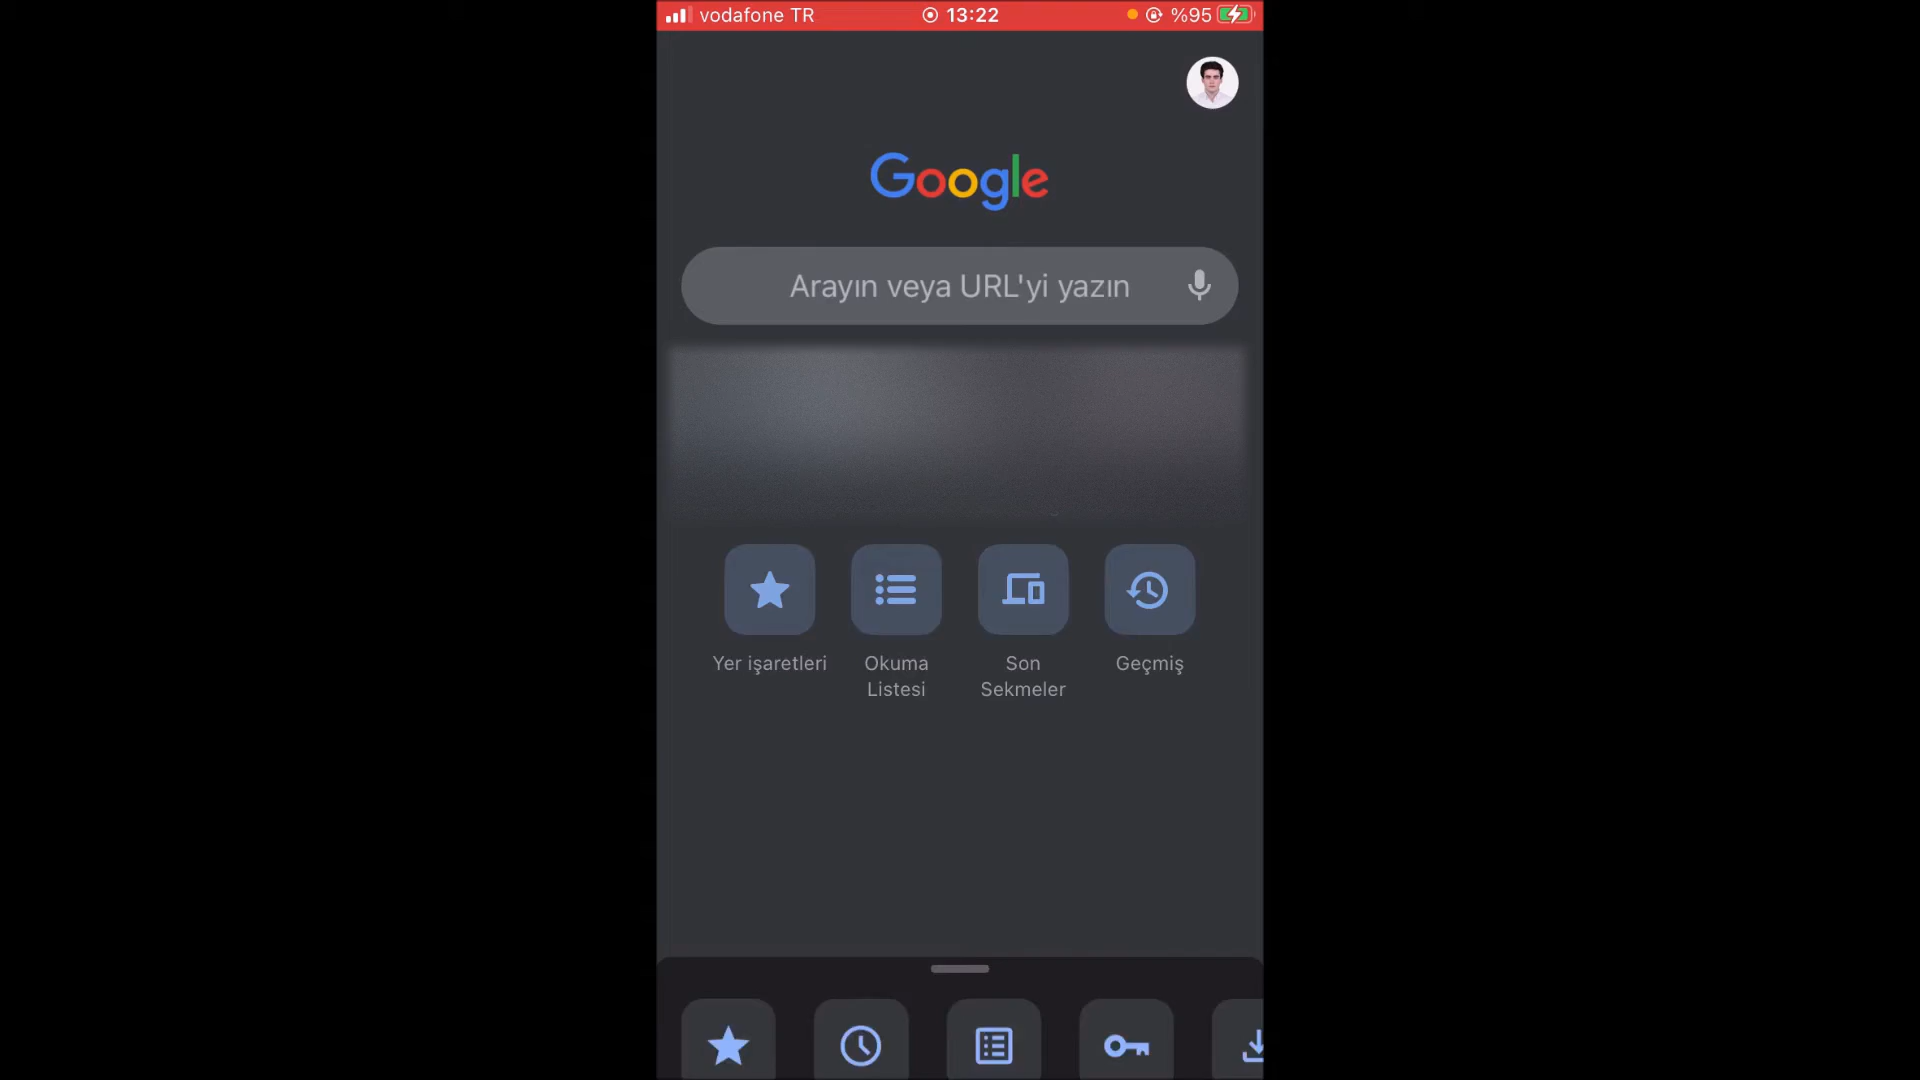 vodafone TR 13:22 %95
Google
Arayın veya URL'yi yazın
Yer işaretleri Okuma Listesi Son Sekmeler Geçmiş